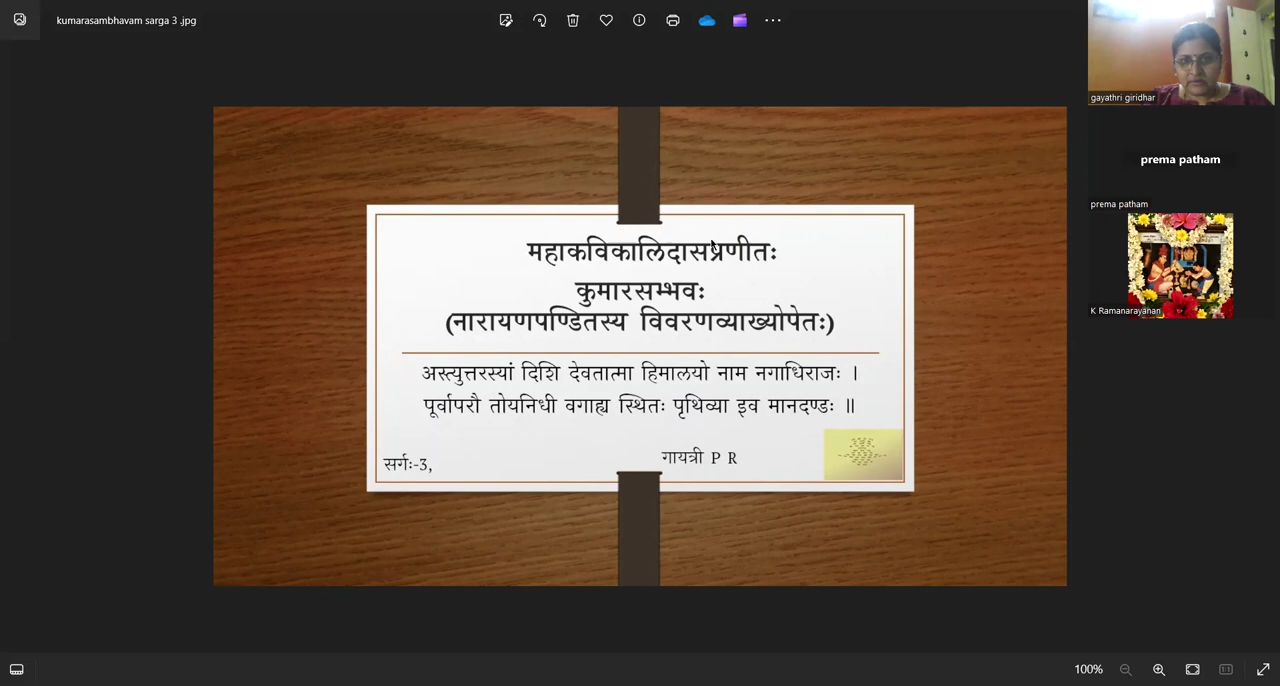 kumarasambhavam sarga 3 .jpg
gayathri giridhar
prema patham
prema patham
K Ramanarayanan
महाकविकालिदासप्रणीतः
कुमारसम्भवः
(नारायणपण्डितस्य विवरणव्याख्योपेतः)
अस्त्युत्तरस्यां दिशि देवतात्मा हिमालयो नाम नगाधिराजः ।
पूर्वापरौ तोयनिधी वगाह्य स्थितः पृथिव्या इव मानदण्डः ॥
सर्गः-3,
गायत्री P R
100%